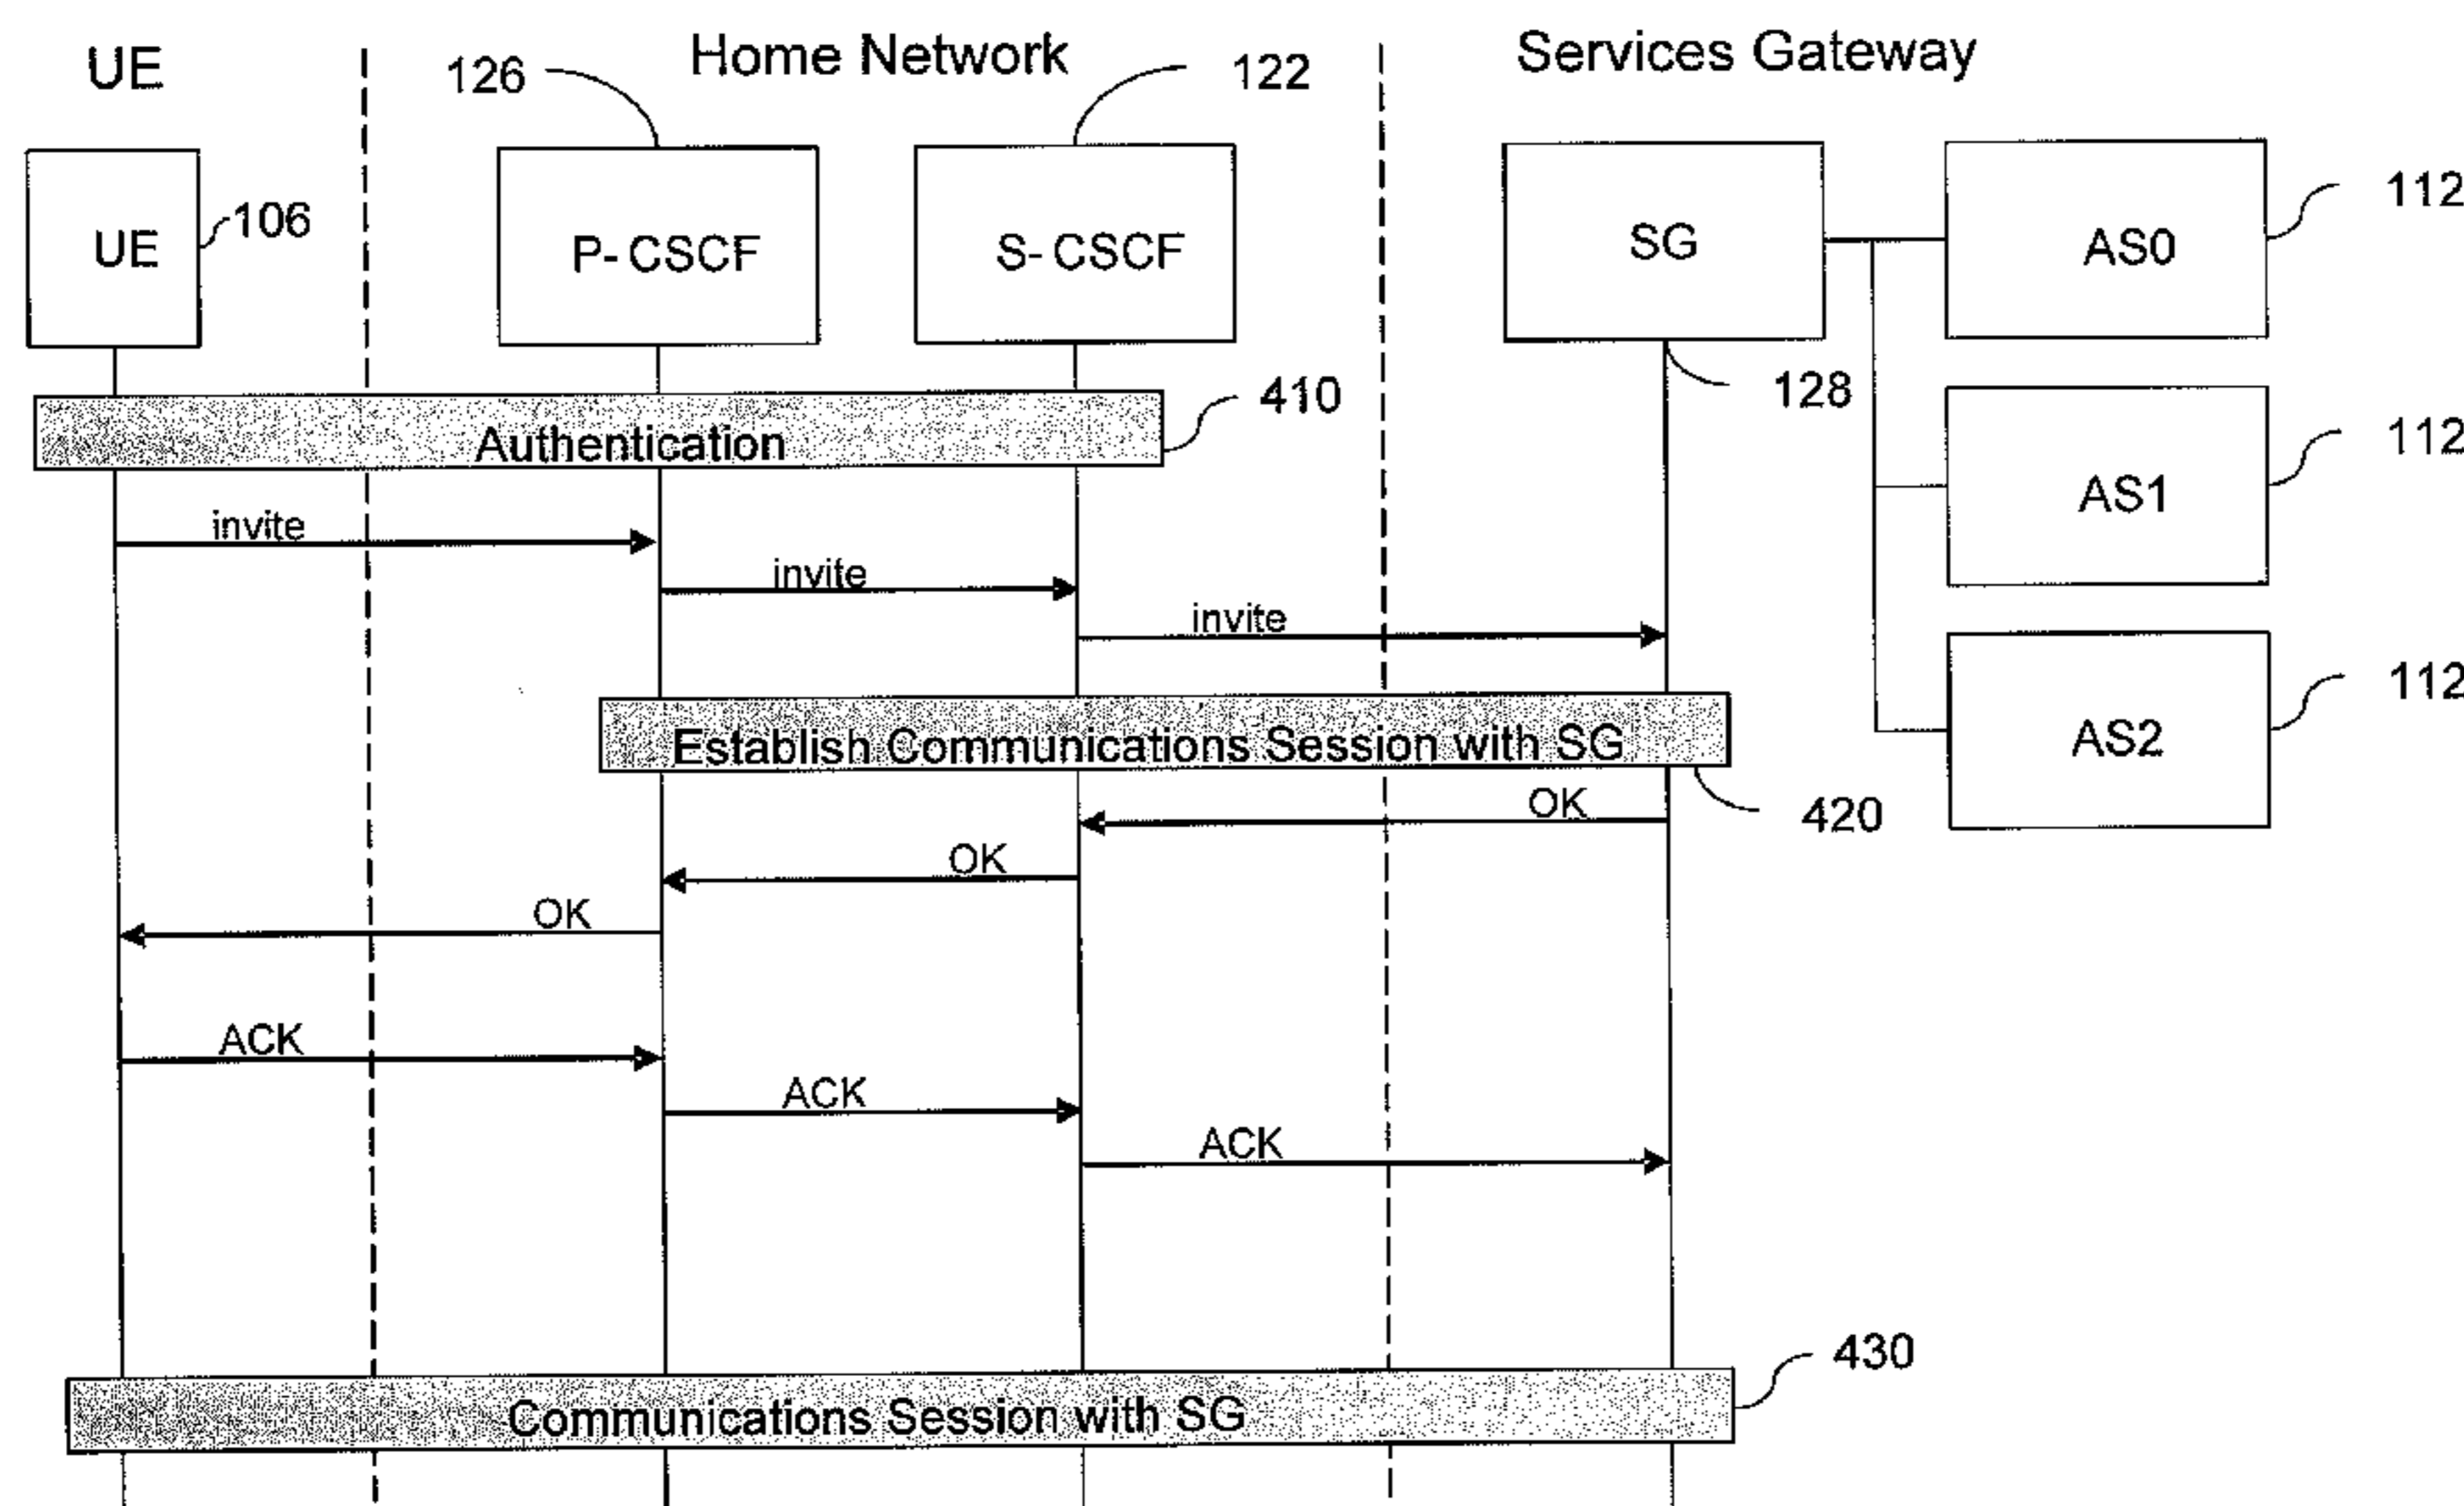 UE
Home Network
Services Gateway
126
122
UE
106
P-CSCF
S-CSCF
SG
AS0
112
128
410
Authentication
AS1
112
invite
invite
invite
AS2
112
Establish Communications Session with SG
420
OK
OK
OK
ACK
ACK
ACK
430
Communications Session with SG